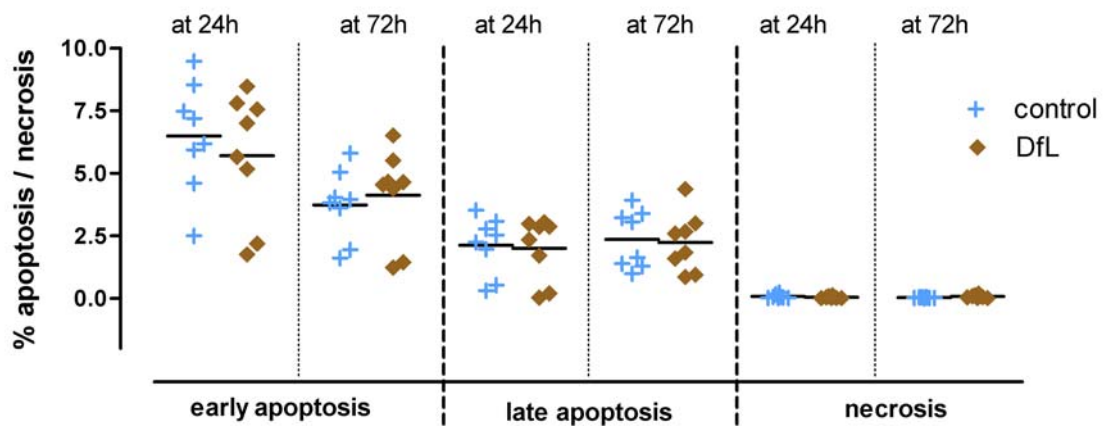 at 24h at 72h at 24h at 72h at 24h at 72h
10.0
7.5
5.0
2.5
0.0
% apoptosis / necrosis
control
DfL
early apoptosis late apoptosis necrosis